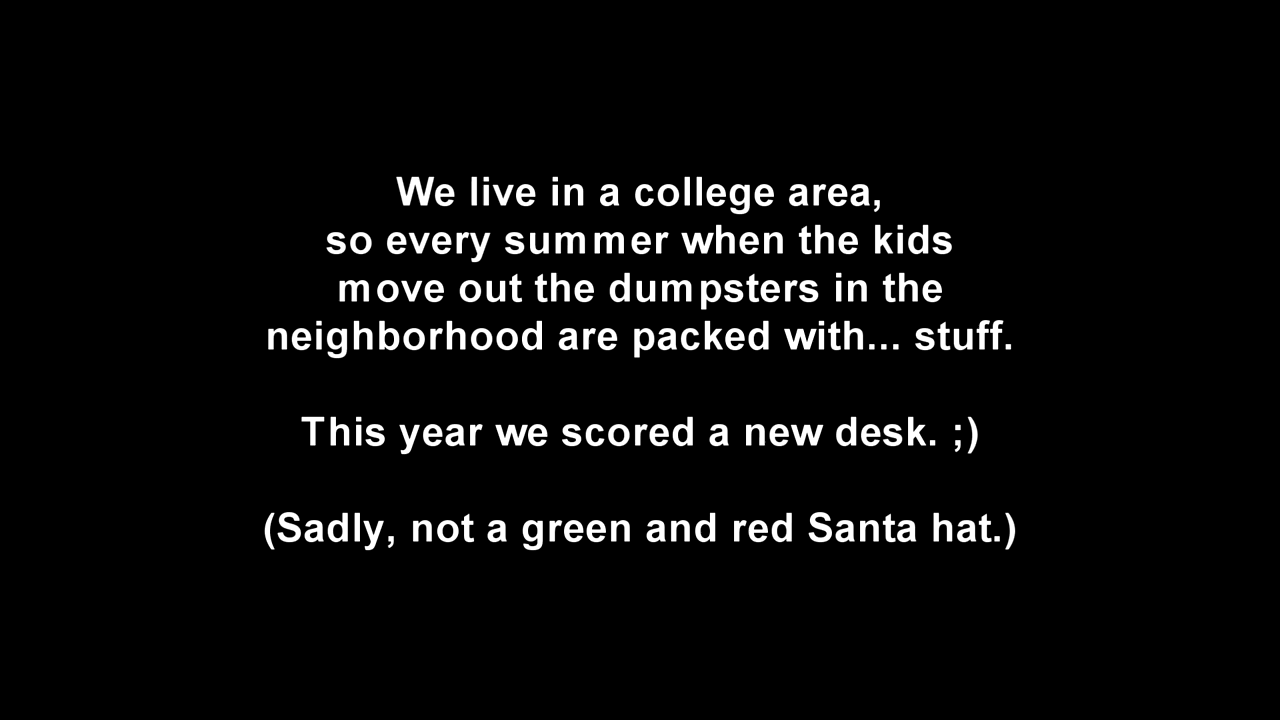 We live in a college area,
so every summer when the kids
move out the dumpsters in the
neighborhood are packed with... stuff.
This year we scored a new desk. ;)
(Sadly, not a green and red Santa hat.)